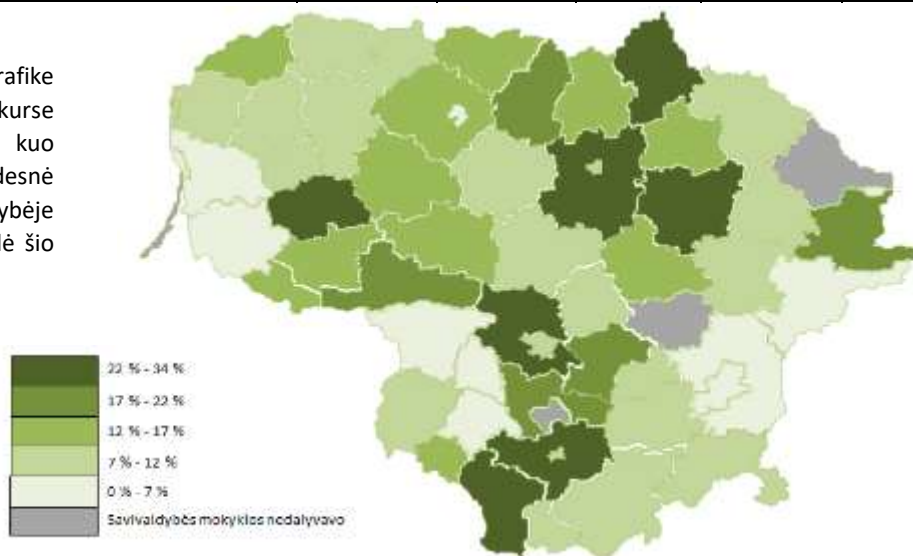 rafike
kurse
kuo
desnė
ybėje
lė šio
22 % - 34 %
17 % - 22 %
12 % - 17 %
7 % - 12 %
0 % - 7 %
Savivaldybės mokyklos nedalyvavo